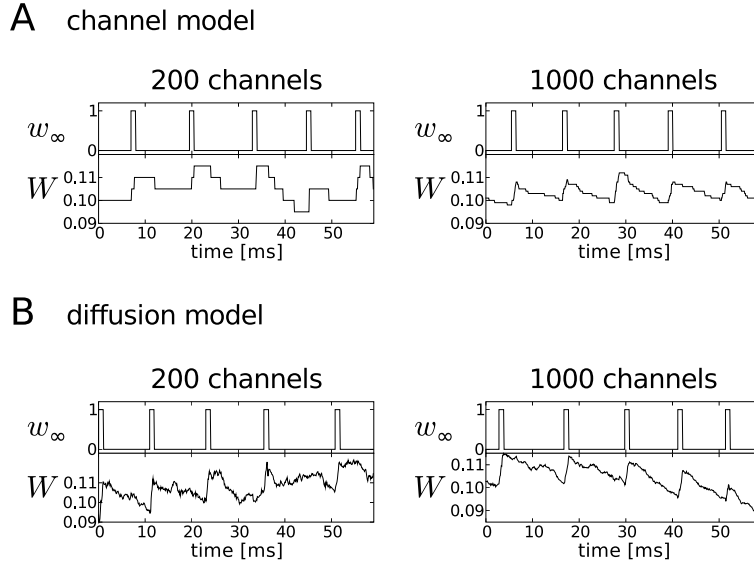 A channel model
200 channels
1000 channels
w∞
1
0
W
0.11
0.10
0.09
0 10 20 30 40 50
time [ms]
w∞
1
0
W
0.11
0.10
0.09
0 10 20 30 40 50
time [ms]
B diffusion model
200 channels
1000 channels
w∞
1
0
W
0.11
0.10
0.09
0 10 20 30 40 50
time [ms]
w∞
1
0
W
0.11
0.10
0.09
0 10 20 30 40 50
time [ms]